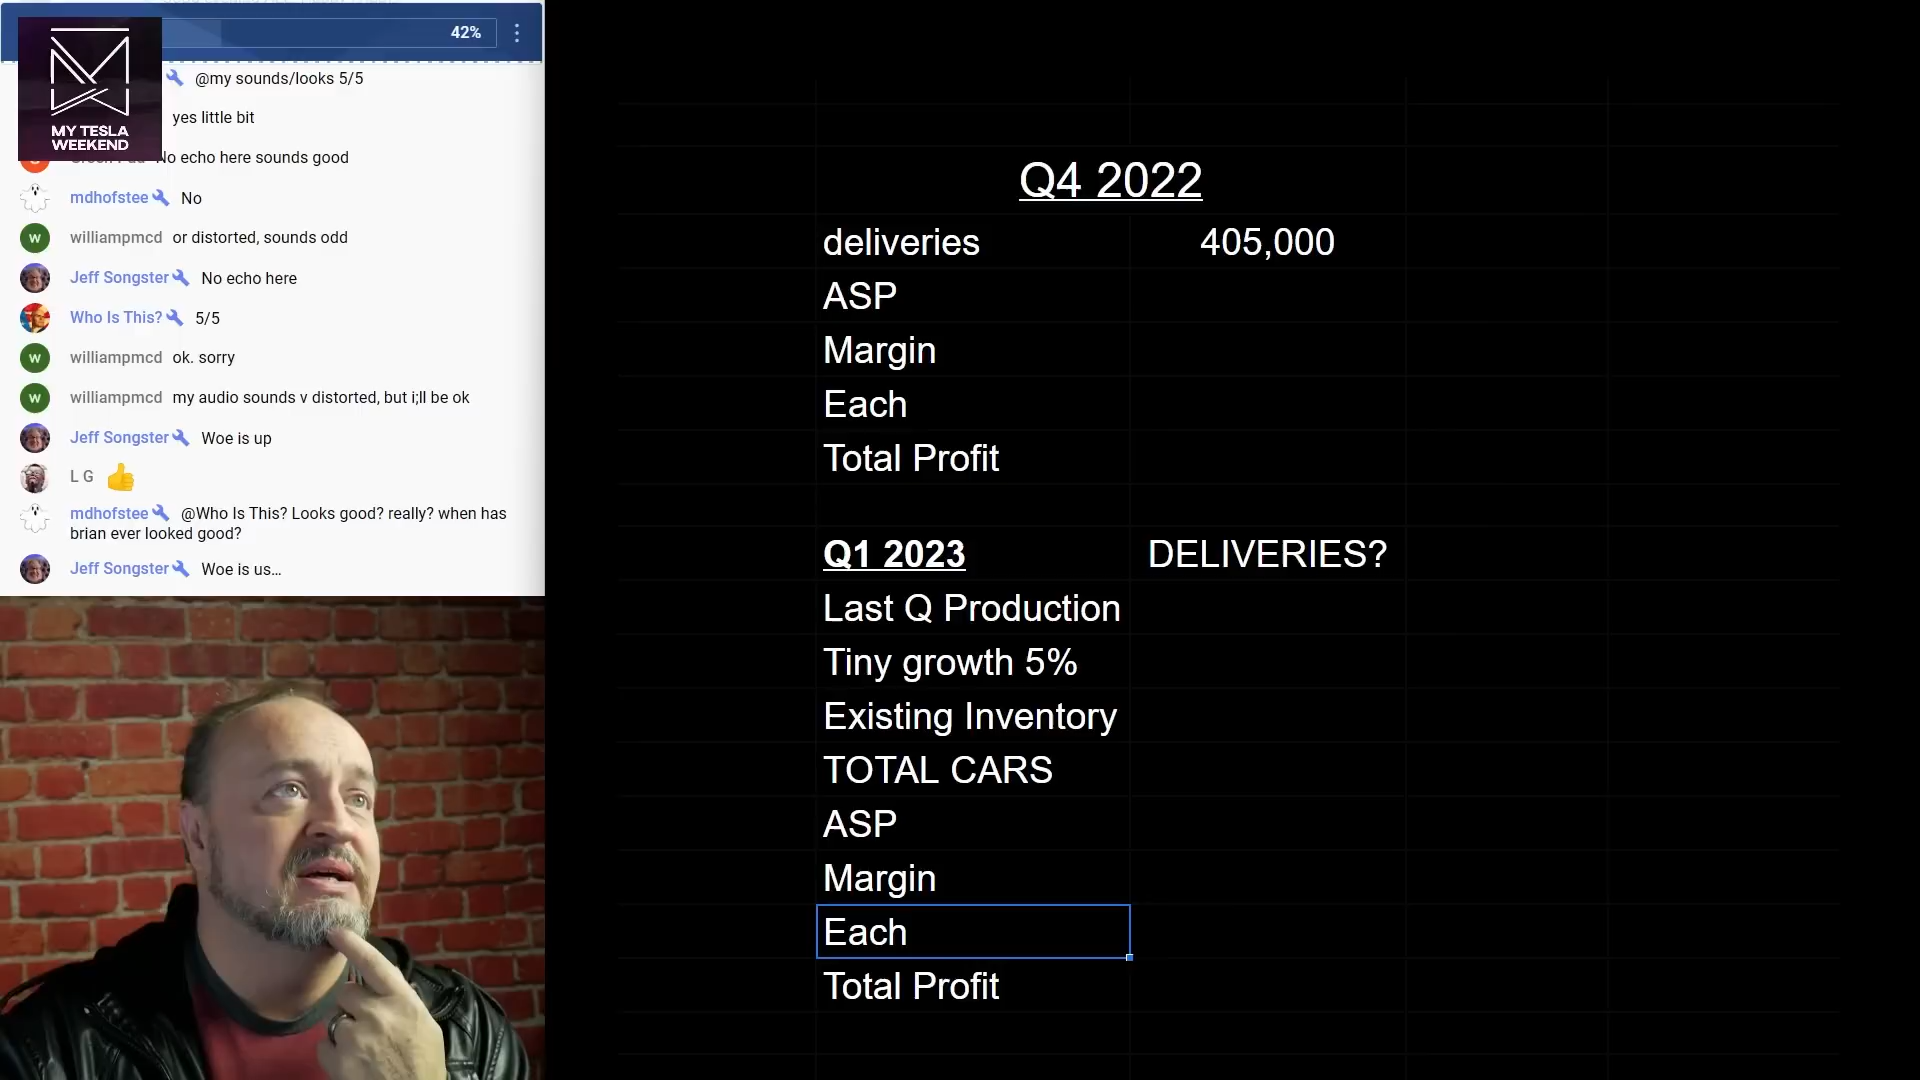 42%
MY TESLA
WEEKEND
@my sounds/looks 5/5
yes little bit
No echo here sounds good
mdhofstee No
W williampmcd or distorted, sounds odd
Jeff Songster No echo here
Who Is This? 5/5
W williampmcd ok. sorry
W williampmcd my audio sounds v distorted, but i;ll be ok
Jeff Songster Woe is up
L G
mdhofstee @Who Is This? Looks good? really? when has
brian ever looked good?
Jeff Songster Woe is us...
Q4 2022
deliveries 405,000
ASP
Margin
Each
Total Profit
Q1 2023 DELIVERIES?
Last Q Production
Tiny growth 5%
Existing Inventory
TOTAL CARS
ASP
Margin
Each
Total Profit